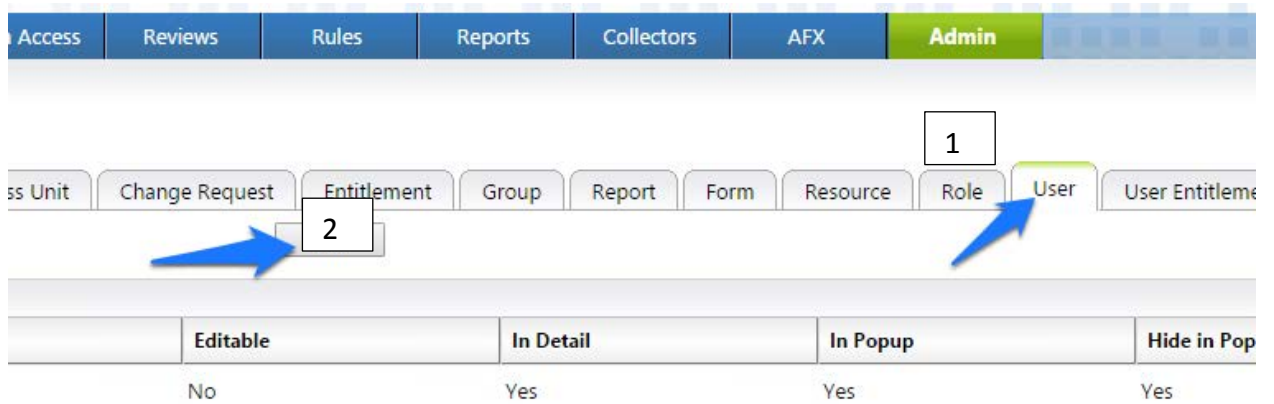 Access Reviews Rules Reports Collectors AFX Admin
1
ss Unit Change Request Entitlement Group Report Form Resource Role User User Entitleme
2
Editable In Detail In Popup Hide in Pop
No Yes Yes Yes